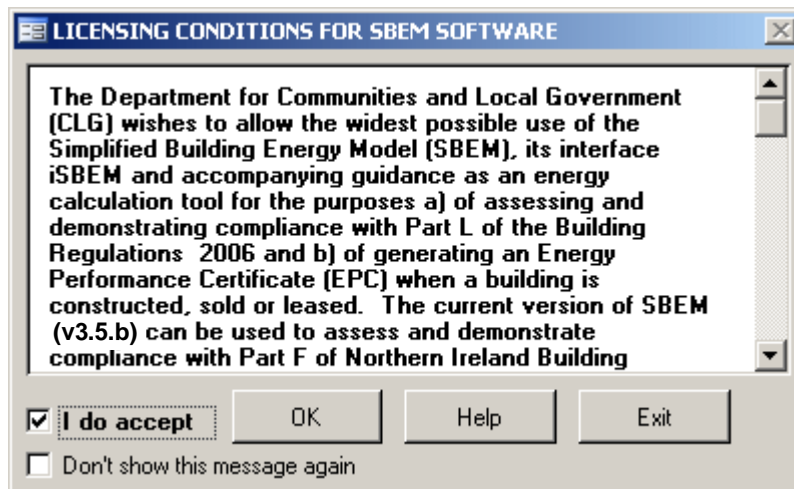 LICENSING CONDITIONS FOR SBEM SOFTWARE
The Department for Communities and Local Government
(CLG) wishes to allow the widest possible use of the
Simplified Building Energy Model (SBEM), its interface
iSBEM and accompanying guidance as an energy
calculation tool for the purposes a) of assessing and
demonstrating compliance with Part L of the Building
Regulations 2006 and b) of generating an Energy
Performance Certificate (EPC) when a building is
constructed, sold or leased. The current version of SBEM
(v3.5.b) can be used to assess and demonstrate
compliance with Part F of Northern Ireland Building
I do accept OK Help Exit
Don't show this message again